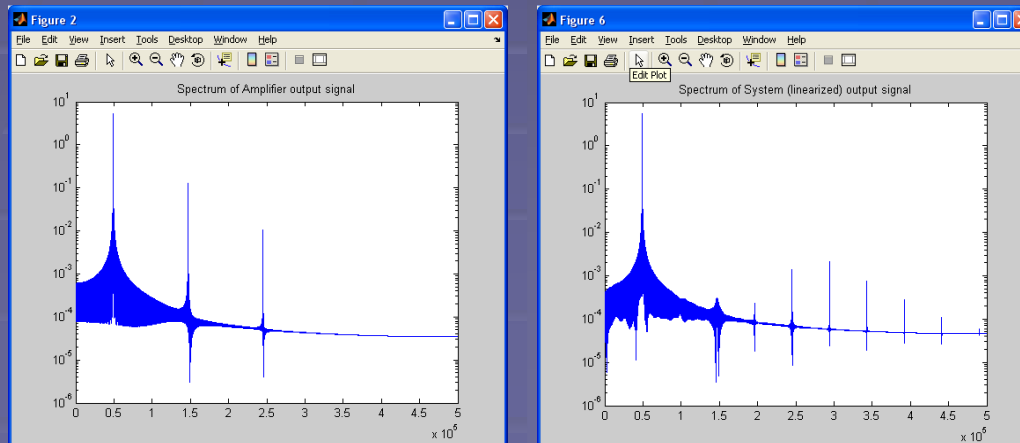 Figure 2
File Edit View Insert Tools Desktop Window Help
Spectrum of Amplifier output signal
10^1
10^0
10^-1
10^-2
10^-3
10^-4
10^-5
10^-6
0 0.5 1 1.5 2 2.5 3 3.5 4 4.5 5
x 10^5
Figure 6
File Edit View Insert Tools Desktop Window Help
Edit Plot
Spectrum of System (linearized) output signal
10^1
10^0
10^-1
10^-2
10^-3
10^-4
10^-5
10^-6
0 0.5 1 1.5 2 2.5 3 3.5 4 4.5 5
x 10^5